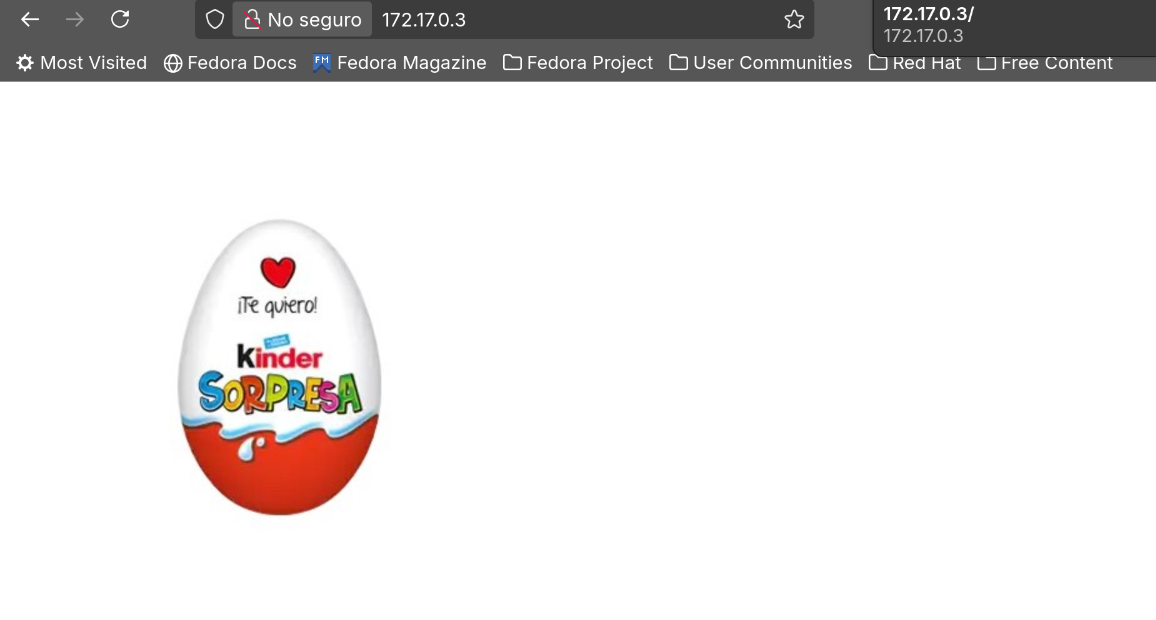 No seguro 172.17.0.3
172.17.0.3/
172.17.0.3
Most Visited Fedora Docs FM Fedora Magazine Fedora Project User Communities Red Hat Free Content
¡Te quiero!
Kinder
SORPRESA